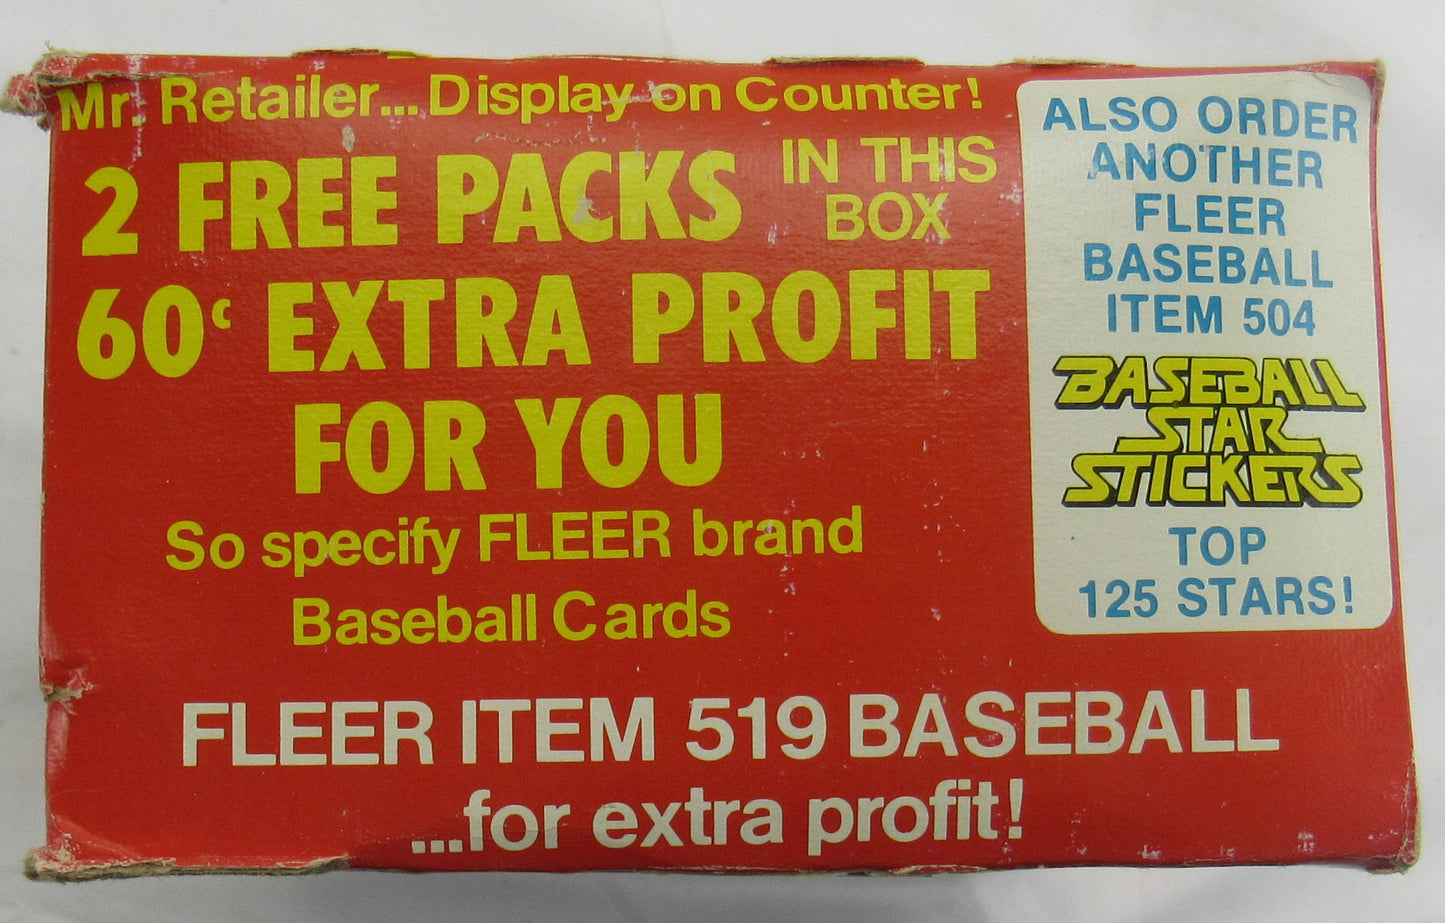 Mr. Retailer... Display on Counter!
2 FREE PACKS IN THIS
BOX
60¢ EXTRA PROFIT
FOR YOU
So specify FLEER brand
Baseball Cards
FLEER ITEM 519 BASEBALL
...for extra profit!
ALSO ORDER
ANOTHER
FLEER
BASEBALL
ITEM 504
BASEBALL
STAR
STICKERS
TOP
125 STARS!